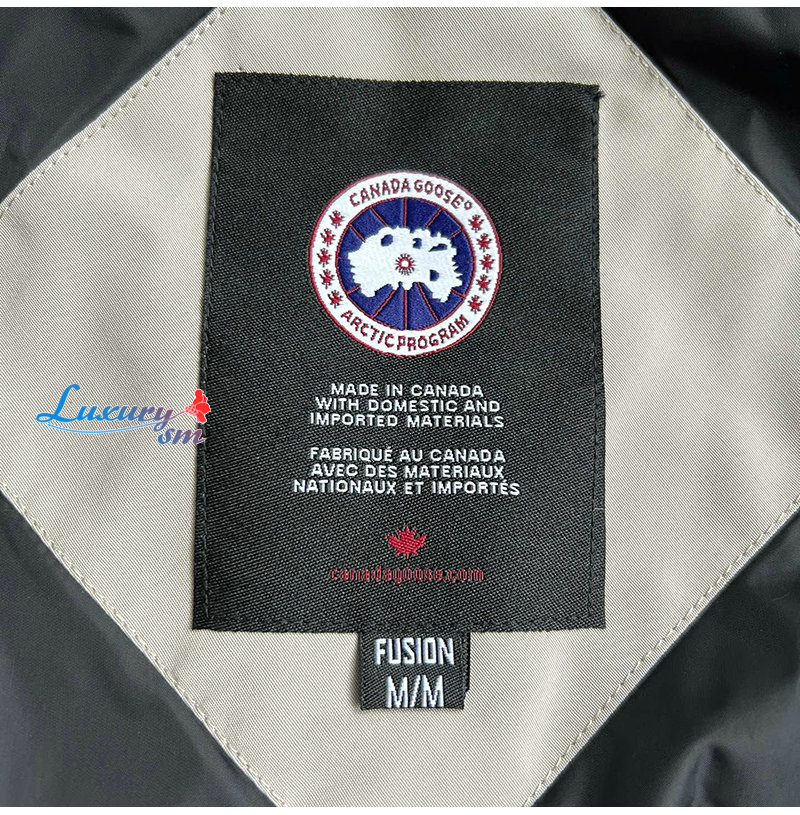 CANADA GOOSE
ARCTIC PROGRAM
MADE IN CANADA
WITH DOMESTIC AND
IMPORTED MATERIALS
FABRIQUÉ AU CANADA
AVEC DES MATERIAUX
NATIONAUX ET IMPORTÉS
canadagoose.com
FUSION
M/M
Luxury
sm